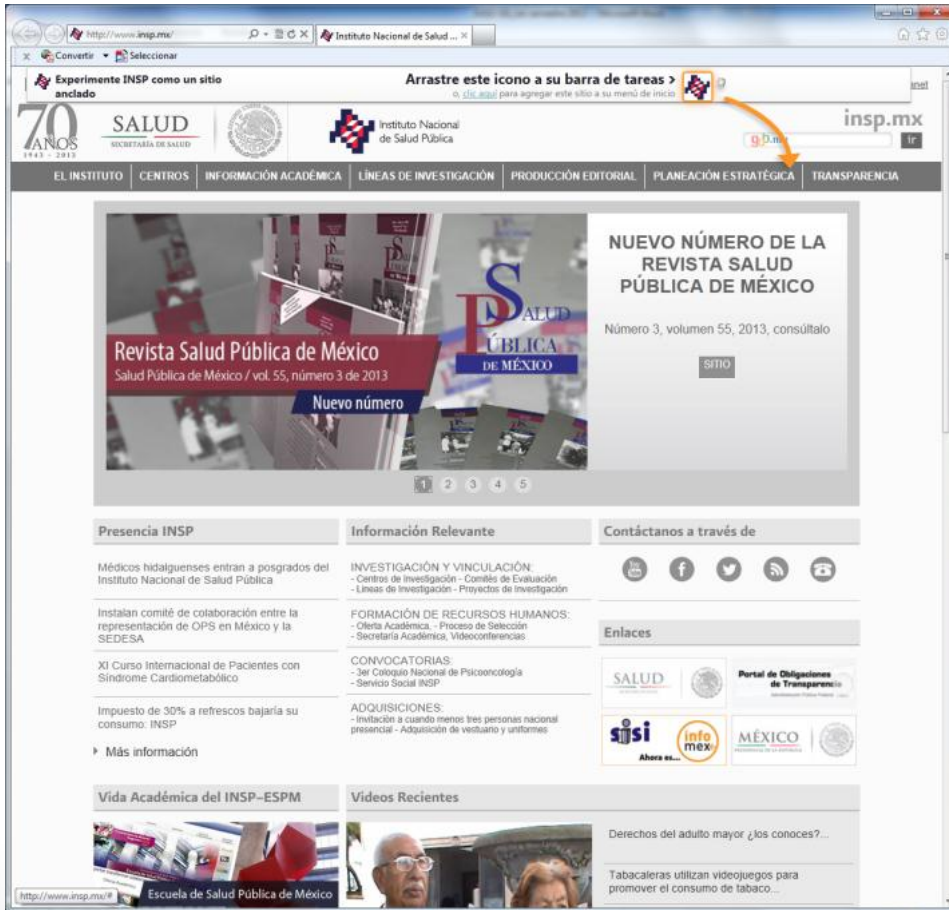 http://www.insp.mx/
Instituto Nacional de Salud ...
Convertir
Seleccionar
Experimente INSP como un sitio anclado
Arrastre este icono a su barra de tareas >
o, clic aquí para agregar este sitio a su menú de inicio
70
AÑOS
1943 - 2013
SALUD
SECRETARÍA DE SALUD
Instituto Nacional
de Salud Pública
insp.mx
ir
EL INSTITUTO
CENTROS
INFORMACIÓN ACADÉMICA
LÍNEAS DE INVESTIGACIÓN
PRODUCCIÓN EDITORIAL
PLANEACIÓN ESTRATÉGICA
TRANSPARENCIA
Revista Salud Pública de México
Salud Pública de México / vol. 55, número 3 de 2013
Nuevo número
SALUD
PÚBLICA
DE MÉXICO
NUEVO NÚMERO DE LA
REVISTA SALUD
PÚBLICA DE MÉXICO
Número 3, volumen 55, 2013, consúltalo
SITIO
1 2 3 4 5
Presencia INSP
Médicos hidalguenses entran a posgrados del
Instituto Nacional de Salud Pública
Instalan comité de colaboración entre la
representación de OPS en México y la
SEDESA
XI Curso Internacional de Pacientes con
Síndrome Cardiometabólico
Impuesto de 30% a refrescos bajaría su
consumo: INSP
Más información
Información Relevante
INVESTIGACIÓN Y VINCULACIÓN:
- Centros de Investigación - Comités de Evaluación
- Líneas de Investigación - Proyectos de Investigación
FORMACIÓN DE RECURSOS HUMANOS:
- Oferta Académica, - Proceso de Selección
- Secretaría Académica, Videoconferencias
CONVOCATORIAS:
- 3er Coloquio Nacional de Psicooncología
- Servicio Social INSP
ADQUISICIONES:
- Invitación a cuando menos tres personas nacional
presencial - Adquisición de vestuario y uniformes
Contáctanos a través de
Enlaces
SALUD
Portal de Obligaciones
de Transparencia
sisi
Ahora es...
info
mex
MÉXICO
PRESIDENCIA DE LA REPÚBLICA
Vida Académica del INSP-ESPM
Escuela de Salud Pública de México
Videos Recientes
Derechos del adulto mayor ¿los conoces?...
Tabacaleras utilizan videojuegos para
promover el consumo de tabaco...
http://www.insp.mx/#